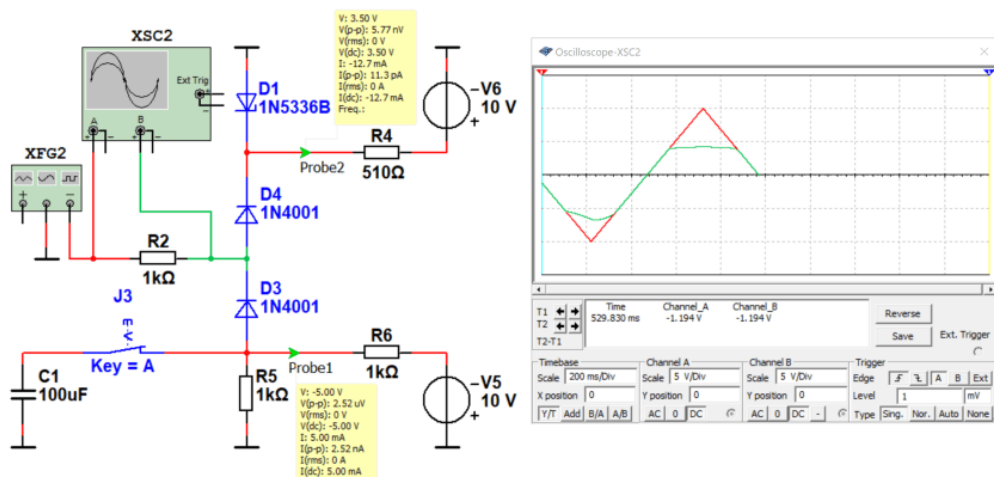 XSC2
Ext Trig
A
B
XFG2
D1
1N5336B
V: 3.50 V
V(p-p): 5.77 nV
V(rms): 0 V
V(dc): 3.50 V
I: -12.7 mA
I(p-p): 11.3 pA
I(rms): 0 A
I(dc): -12.7 mA
Freq.:
V6
10 V
R4
510Ω
Probe2
D4
1N4001
R2
1kΩ
D3
1N4001
J3
Key = A
C1
100uF
R5
1kΩ
Probe1
R6
1kΩ
V5
10 V
V: -5.00 V
V(p-p): 2.52 uV
V(rms): 0 V
V(dc): -5.00 V
I: 5.00 mA
I(p-p): 2.52 nA
I(rms): 0 A
I(dc): 5.00 mA
Oscilloscope-XSC2
T1
T2
T2-T1
Time Channel_A Channel_B
529.830 ms -1.194 V -1.194 V
Reverse
Save
Ext. Trigger
Timebase
Scale 200 ms/Div
X position 0
Y/T Add B/A A/B
Channel A
Scale 5 V/Div
Y position 0
AC 0 DC
Channel B
Scale 5 V/Div
Y position 0
AC 0 DC -
Trigger
Edge A B Ext
Level 1 mV
Type Sing. Nor. Auto None